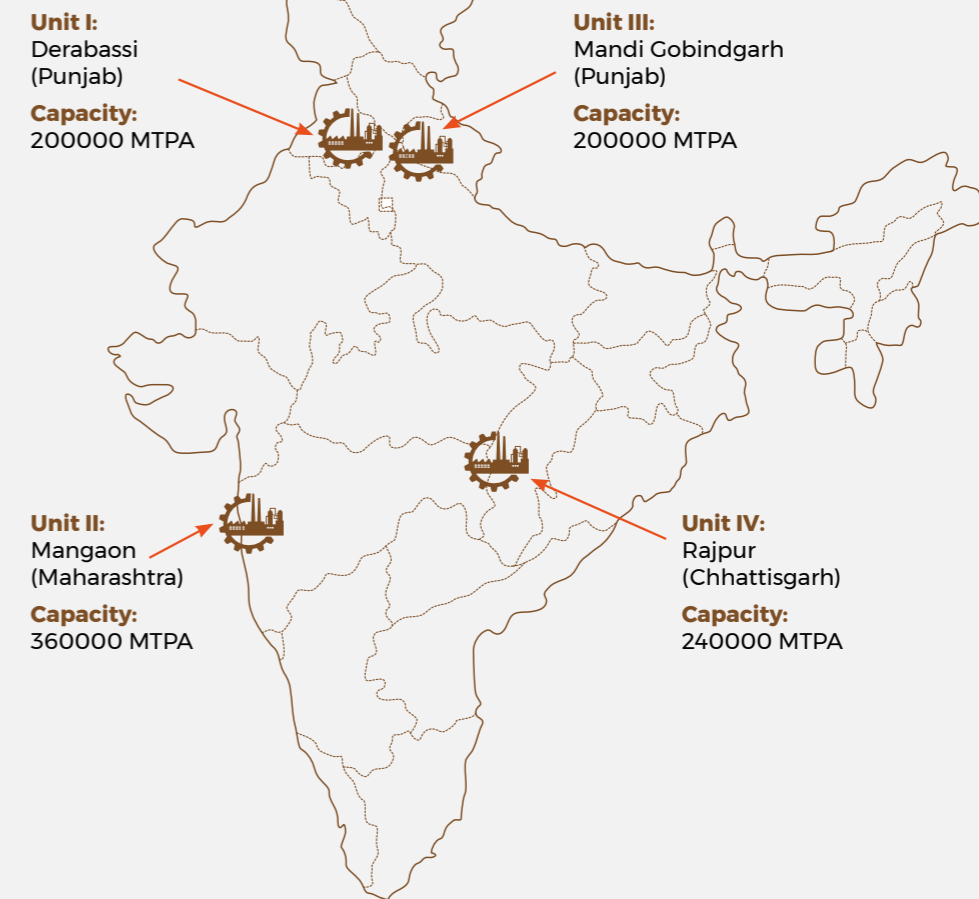 Unit I:
Derabassi
(Punjab)
Capacity:
200000 MTPA
Unit III:
Mandi Gobindgarh
(Punjab)
Capacity:
200000 MTPA
Unit II:
Mangaon
(Maharashtra)
Capacity:
360000 MTPA
Unit IV:
Rajpur
(Chhattisgarh)
Capacity:
240000 MTPA